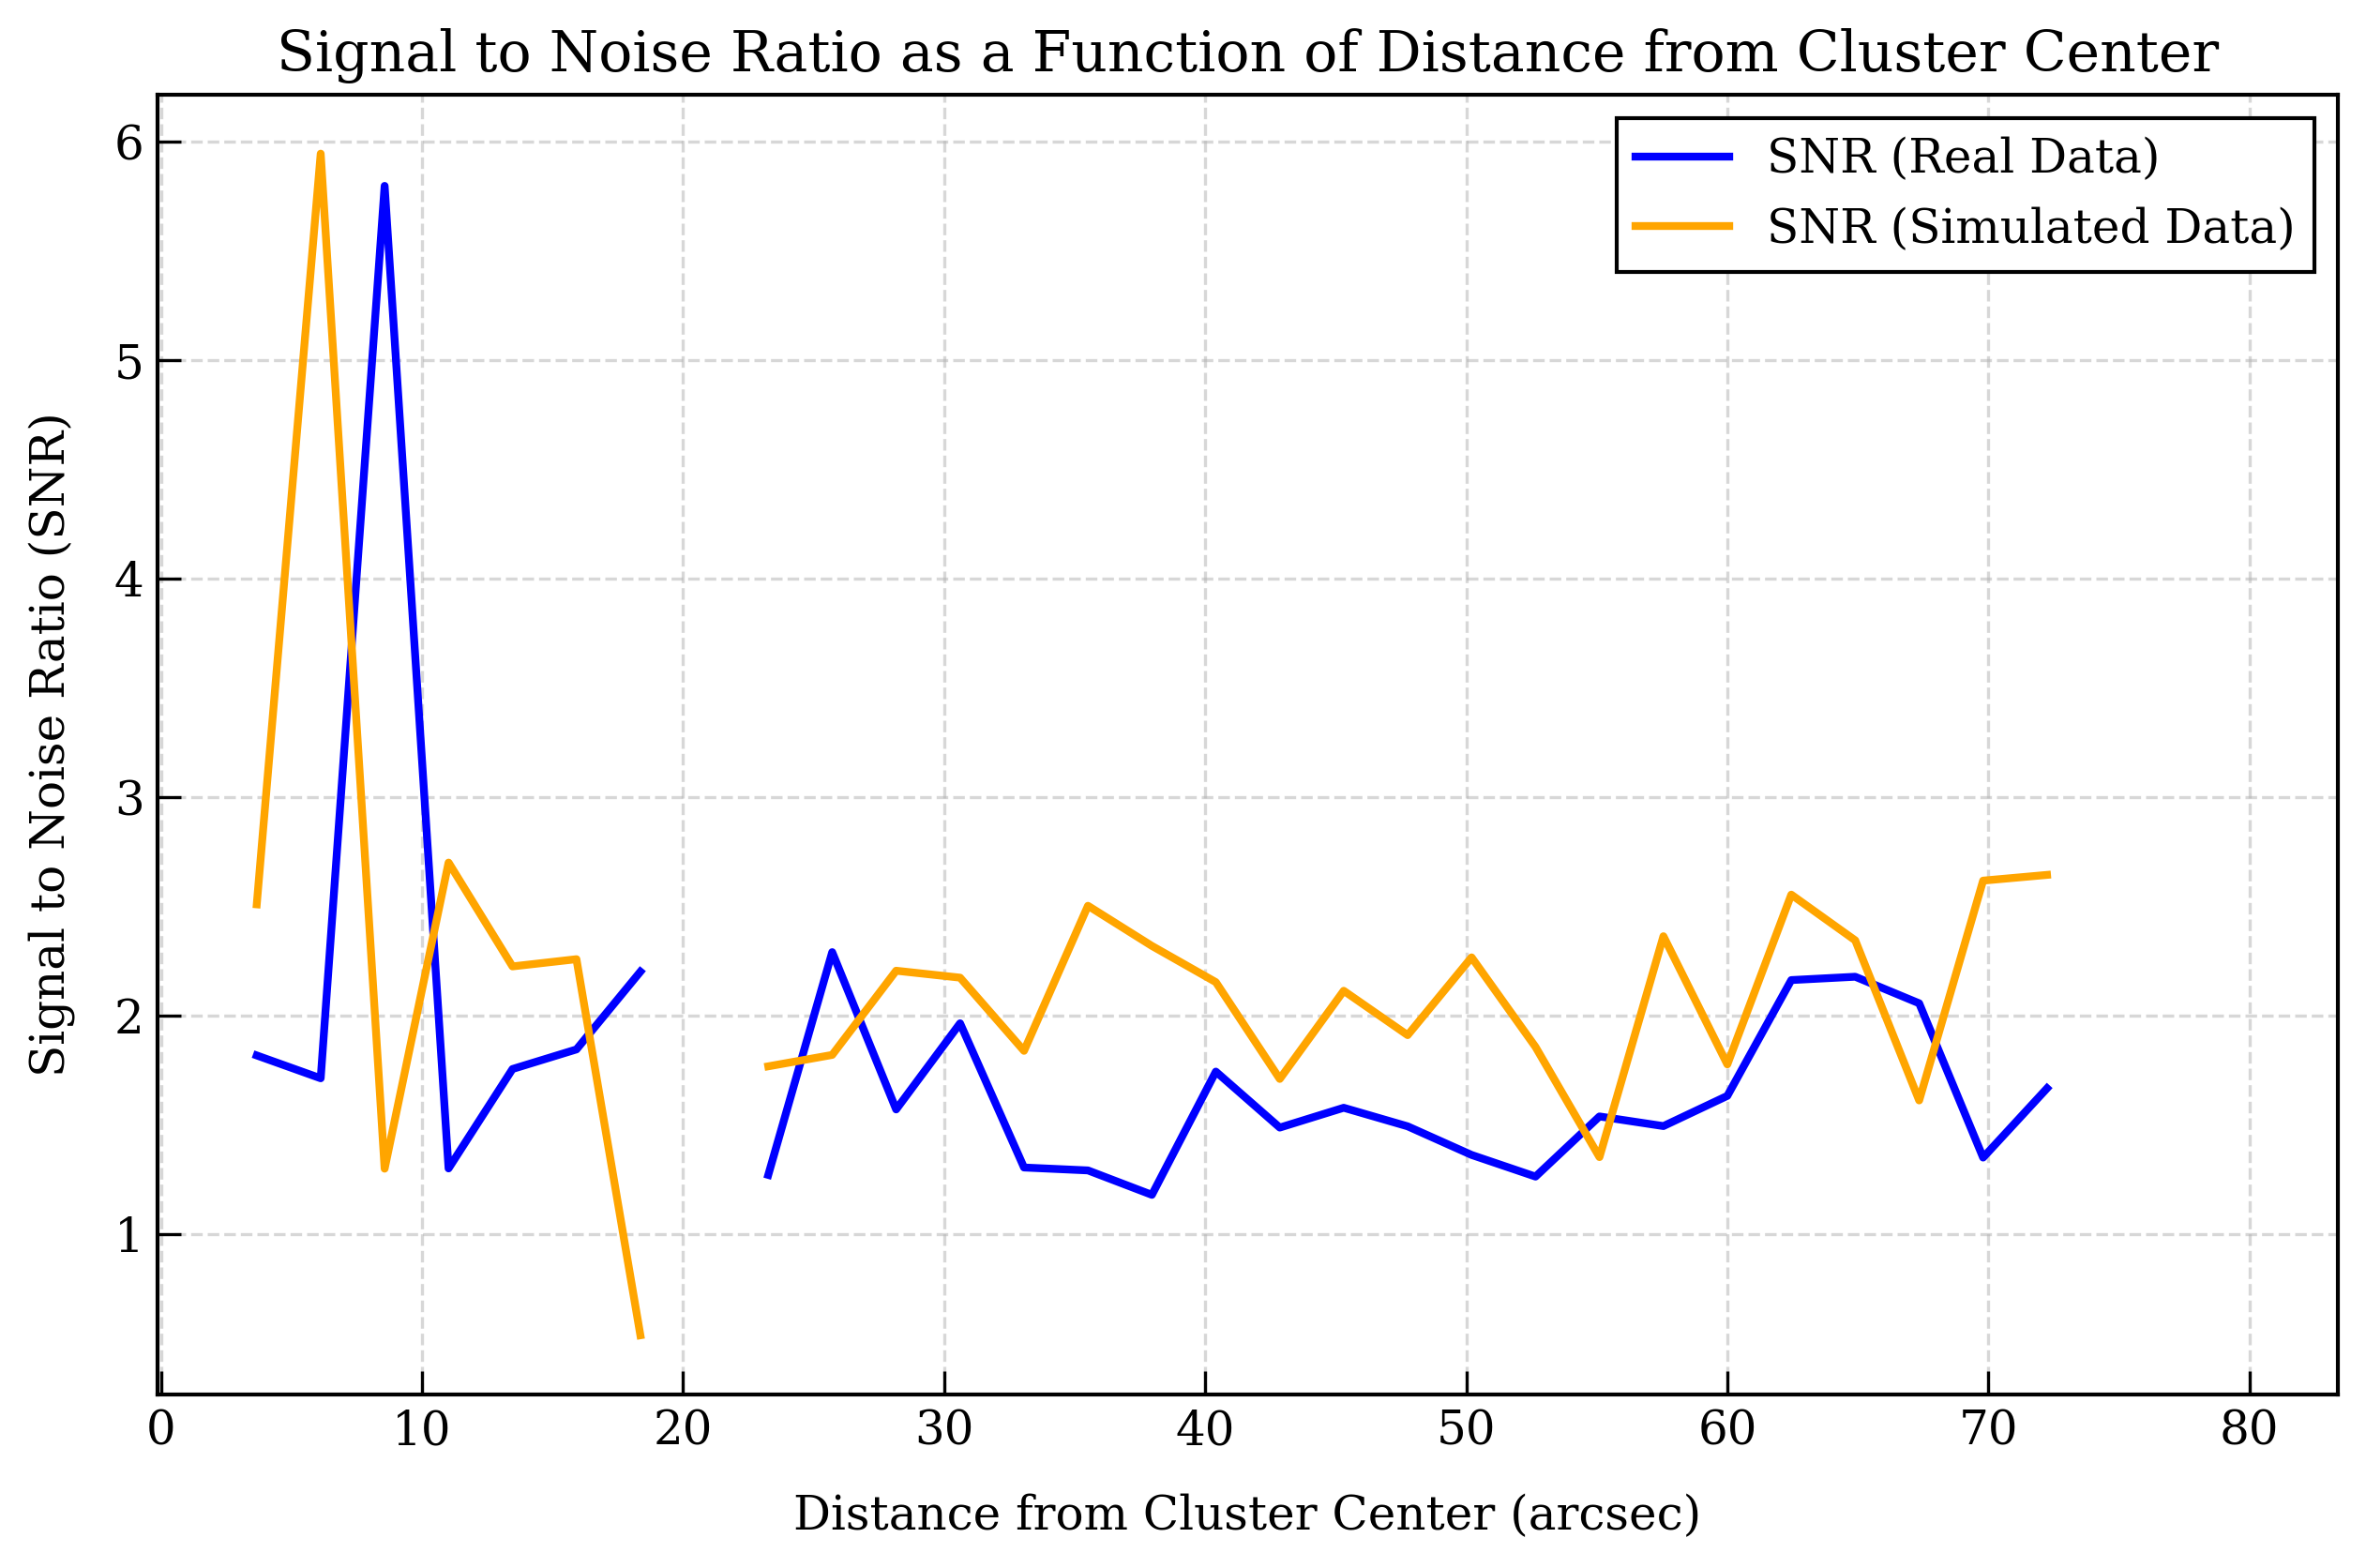 Signal to Noise Ratio as a Function of Distance from Cluster Center
SNR (Real Data)
SNR (Simulated Data)
Signal to Noise Ratio (SNR)
6
5
4
3
2
1
0 10 20 30 40 50 60 70 80
Distance from Cluster Center (arcsec)